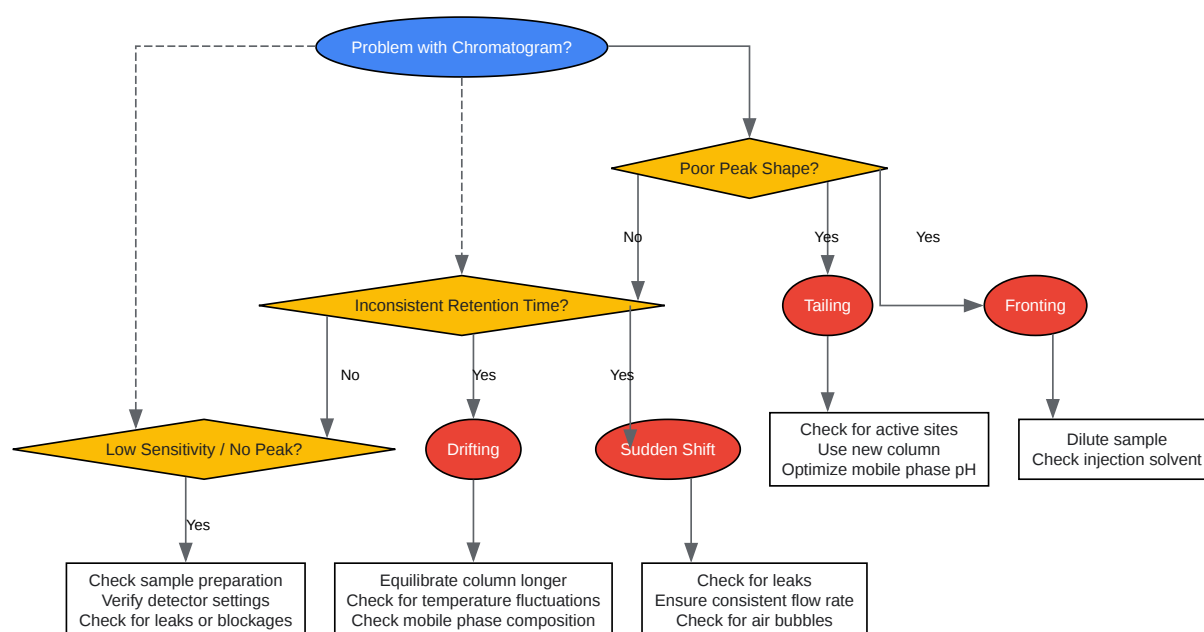 Problem with Chromatogram?
Poor Peak Shape?
No
Yes
Yes
Inconsistent Retention Time?
Tailing
Fronting
No
Yes
Yes
Check for active sites
Use new column
Optimize mobile phase pH
Dilute sample
Check injection solvent
Low Sensitivity / No Peak?
Drifting
Sudden Shift
Yes
Check sample preparation
Verify detector settings
Check for leaks or blockages
Equilibrate column longer
Check for temperature fluctuations
Check mobile phase composition
Check for leaks
Ensure consistent flow rate
Check for air bubbles